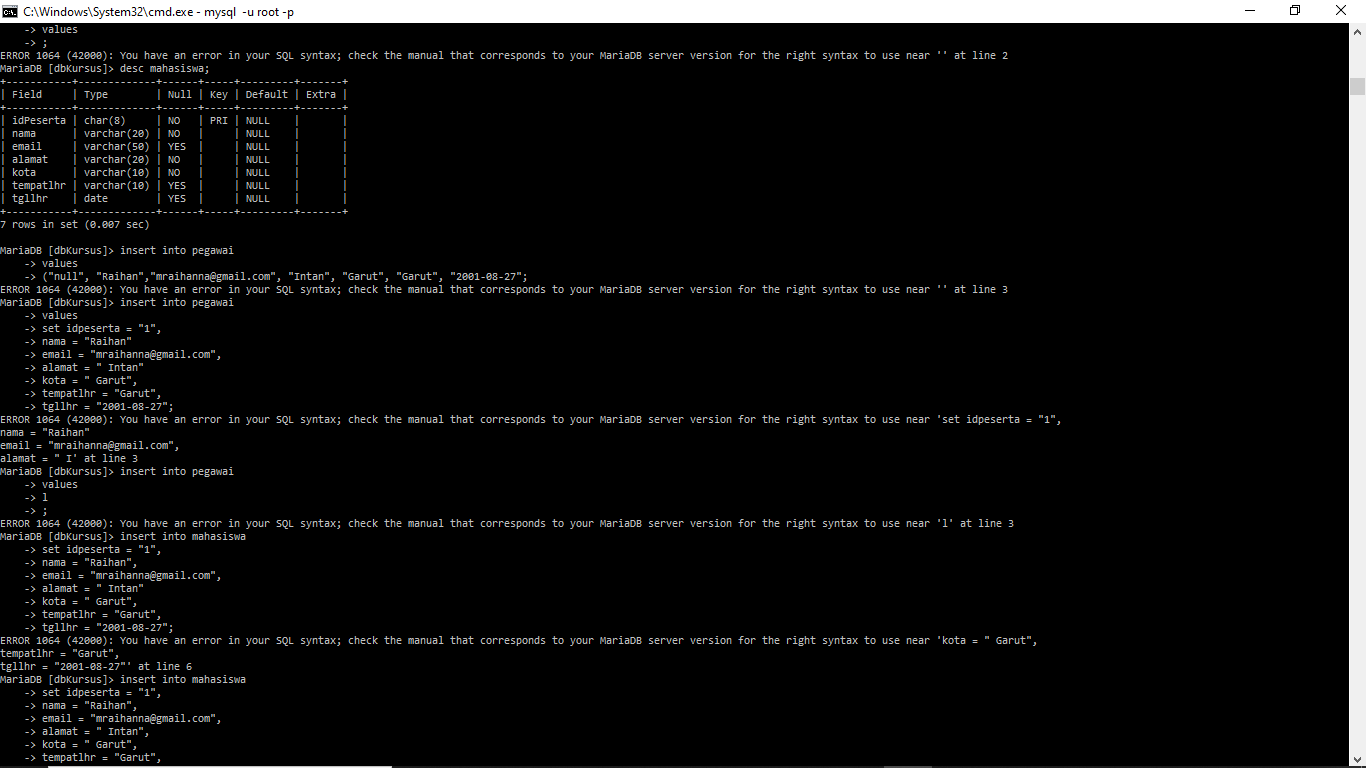 C:\Windows\System32\cmd.exe - mysql  -u root -p
    -> values
    -> ;
ERROR 1064 (42000): You have an error in your SQL syntax; check the manual that corresponds to your MariaDB server version for the right syntax to use near '' at line 2
MariaDB [dbKursus]> desc mahasiswa;
+-----------+-------------+------+-----+---------+-------+
| Field     | Type        | Null | Key | Default | Extra |
+-----------+-------------+------+-----+---------+-------+
| idPeserta | char(8)     | NO   | PRI | NULL    |       |
| nama      | varchar(20) | NO   |     | NULL    |       |
| email     | varchar(50) | YES  |     | NULL    |       |
| alamat    | varchar(20) | NO   |     | NULL    |       |
| kota      | varchar(10) | NO   |     | NULL    |       |
| tempatlhr | varchar(10) | YES  |     | NULL    |       |
| tgllhr    | date        | YES  |     | NULL    |       |
+-----------+-------------+------+-----+---------+-------+
7 rows in set (0.007 sec)

MariaDB [dbKursus]> insert into pegawai
    -> values
    -> ("null", "Raihan","mraihanna@gmail.com", "Intan", "Garut", "Garut", "2001-08-27";
ERROR 1064 (42000): You have an error in your SQL syntax; check the manual that corresponds to your MariaDB server version for the right syntax to use near '' at line 3
MariaDB [dbKursus]> insert into pegawai
    -> values
    -> set idpeserta = "1",
    -> nama = "Raihan"
    -> email = "mraihanna@gmail.com",
    -> alamat = " Intan"
    -> kota = " Garut",
    -> tempatlhr = "Garut",
    -> tgllhr = "2001-08-27";
ERROR 1064 (42000): You have an error in your SQL syntax; check the manual that corresponds to your MariaDB server version for the right syntax to use near 'set idpeserta = "1",
nama = "Raihan"
email = "mraihanna@gmail.com",
alamat = " I' at line 3
MariaDB [dbKursus]> insert into pegawai
    -> values
    -> l
    -> ;
ERROR 1064 (42000): You have an error in your SQL syntax; check the manual that corresponds to your MariaDB server version for the right syntax to use near 'l' at line 3
MariaDB [dbKursus]> insert into mahasiswa
    -> set idpeserta = "1",
    -> nama = "Raihan",
    -> email = "mraihanna@gmail.com",
    -> alamat = " Intan"
    -> kota = " Garut",
    -> tempatlhr = "Garut",
    -> tgllhr = "2001-08-27";
ERROR 1064 (42000): You have an error in your SQL syntax; check the manual that corresponds to your MariaDB server version for the right syntax to use near 'kota = " Garut",
tempatlhr = "Garut",
tgllhr = "2001-08-27"' at line 6
MariaDB [dbKursus]> insert into mahasiswa
    -> set idpeserta = "1",
    -> nama = "Raihan",
    -> email = "mraihanna@gmail.com",
    -> alamat = " Intan",
    -> kota = " Garut",
    -> tempatlhr = "Garut",